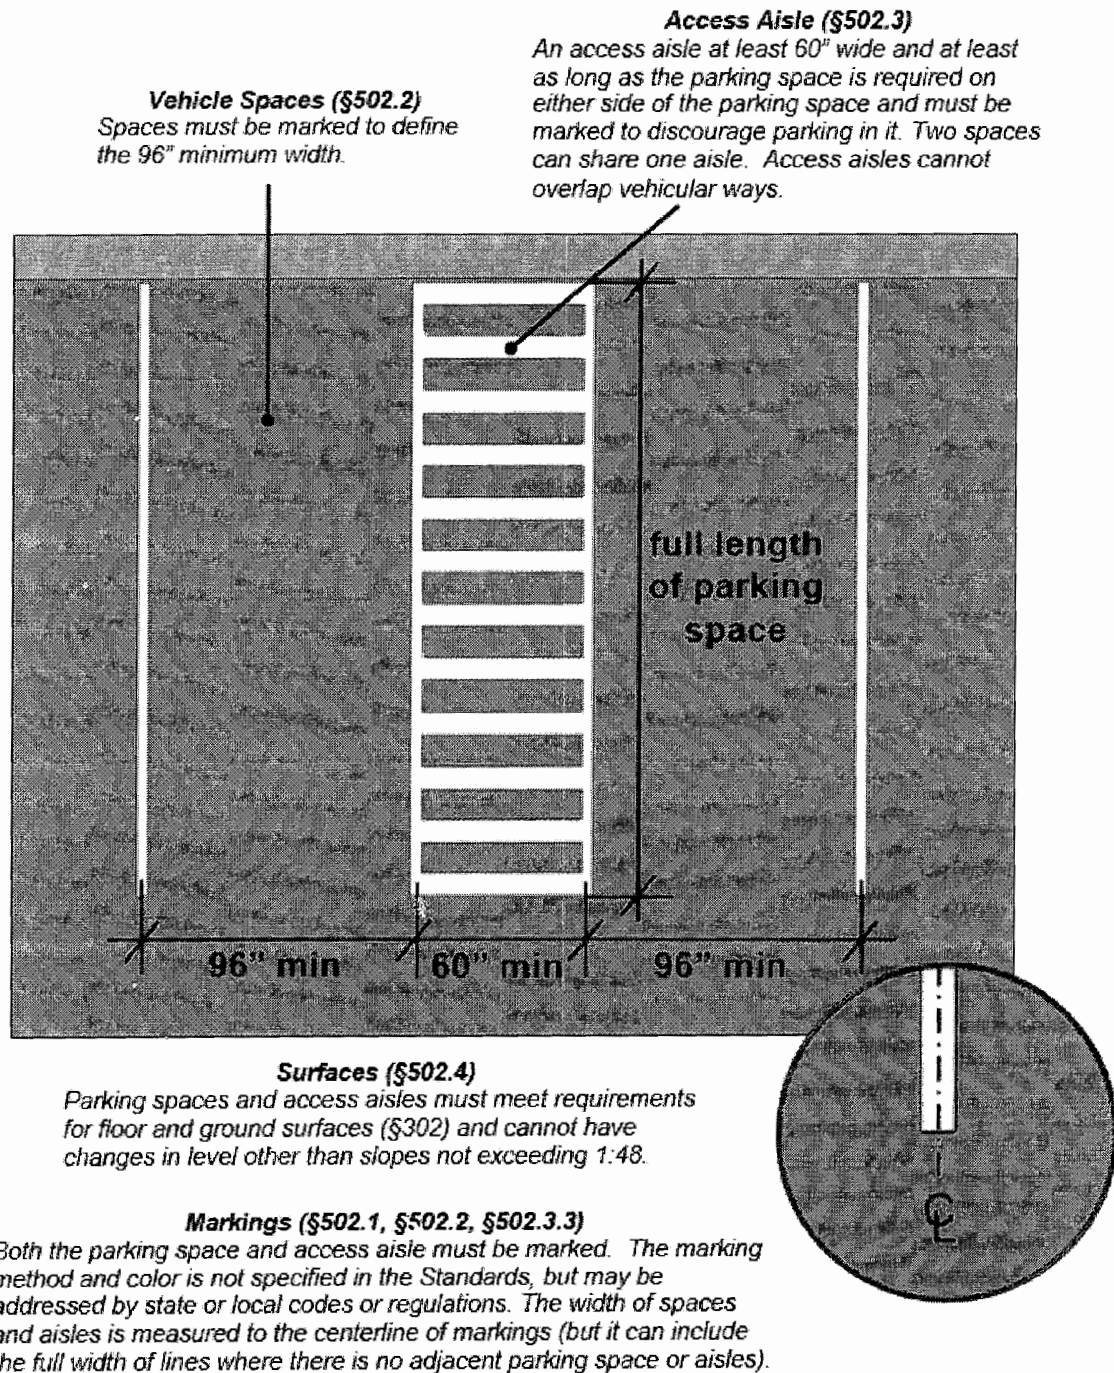 Access Aisle (§502.3)
An access aisle at least 60" wide and at least
as long as the parking space is required on
either side of the parking space and must be
marked to discourage parking in it. Two spaces
can share one aisle. Access aisles cannot
overlap vehicular ways.
Vehicle Spaces (§502.2)
Spaces must be marked to define
the 96" minimum width.
full length
of parking
space
96" min
60" min
96" min
℄
Surfaces (§502.4)
Parking spaces and access aisles must meet requirements
for floor and ground surfaces (§302) and cannot have
changes in level other than slopes not exceeding 1:48.
Markings (§502.1, §502.2, §502.3.3)
Both the parking space and access aisle must be marked. The marking
method and color is not specified in the Standards, but may be
addressed by state or local codes or regulations. The width of spaces
and aisles is measured to the centerline of markings (but it can include
the full width of lines where there is no adjacent parking space or aisles).